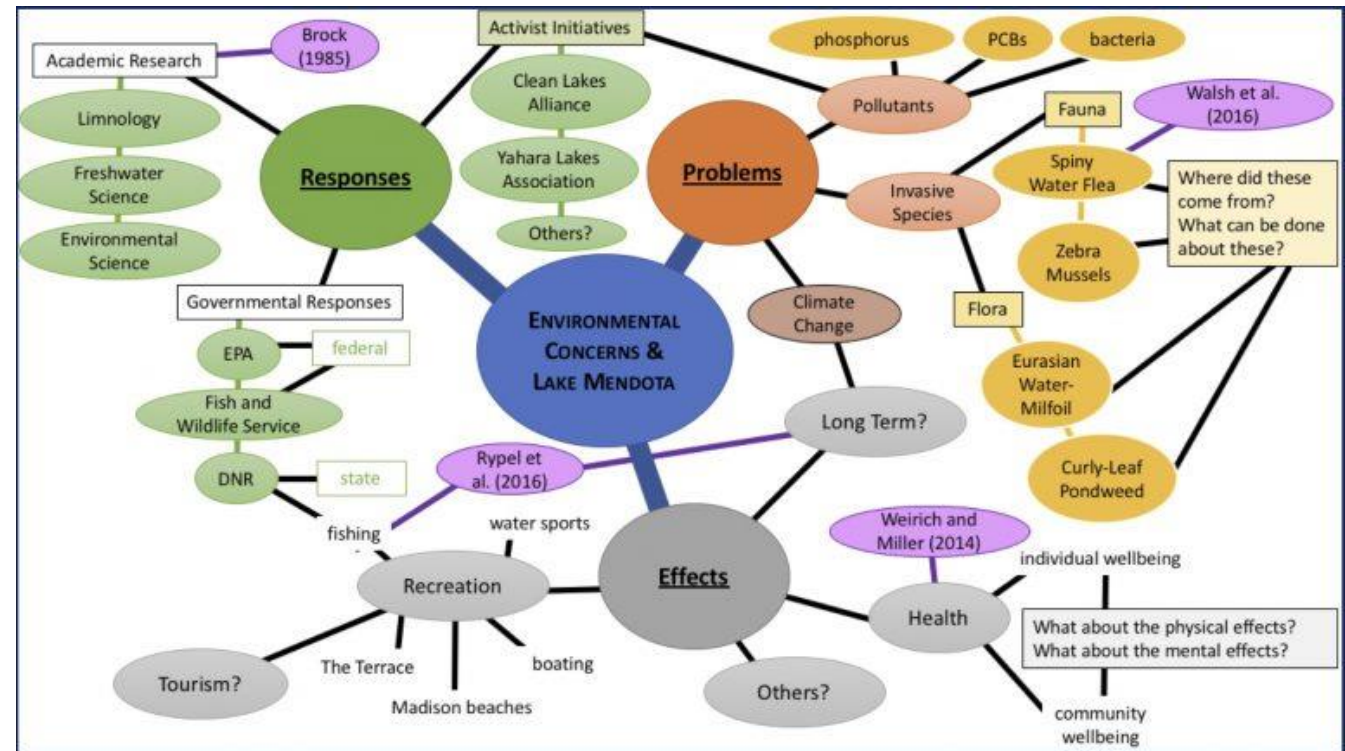 Academic Research
Brock
(1985)
Limnology
Freshwater
Science
Environmental
Science
Responses
Activist Initiatives
Clean Lakes
Alliance
Yahara Lakes
Association
Others?
Governmental Responses
EPA
federal
Fish and
Wildlife Service
DNR
state
ENVIRONMENTAL
CONCERNS &
LAKE MENDOTA
Problems
phosphorus
PCBs
bacteria
Pollutants
Invasive
Species
Fauna
Walsh et al.
(2016)
Spiny
Water Flea
Zebra
Mussels
Where did these
come from?
What can be done
about these?
Flora
Eurasian
Water-
Milfoil
Curly-Leaf
Pondweed
Climate
Change
Long Term?
Rypel et
al. (2016)
Effects
fishing
water sports
Recreation
Tourism?
The Terrace
Madison beaches
boating
Others?
Weirich and
Miller (2014)
Health
individual wellbeing
What about the physical effects?
What about the mental effects?
community
wellbeing